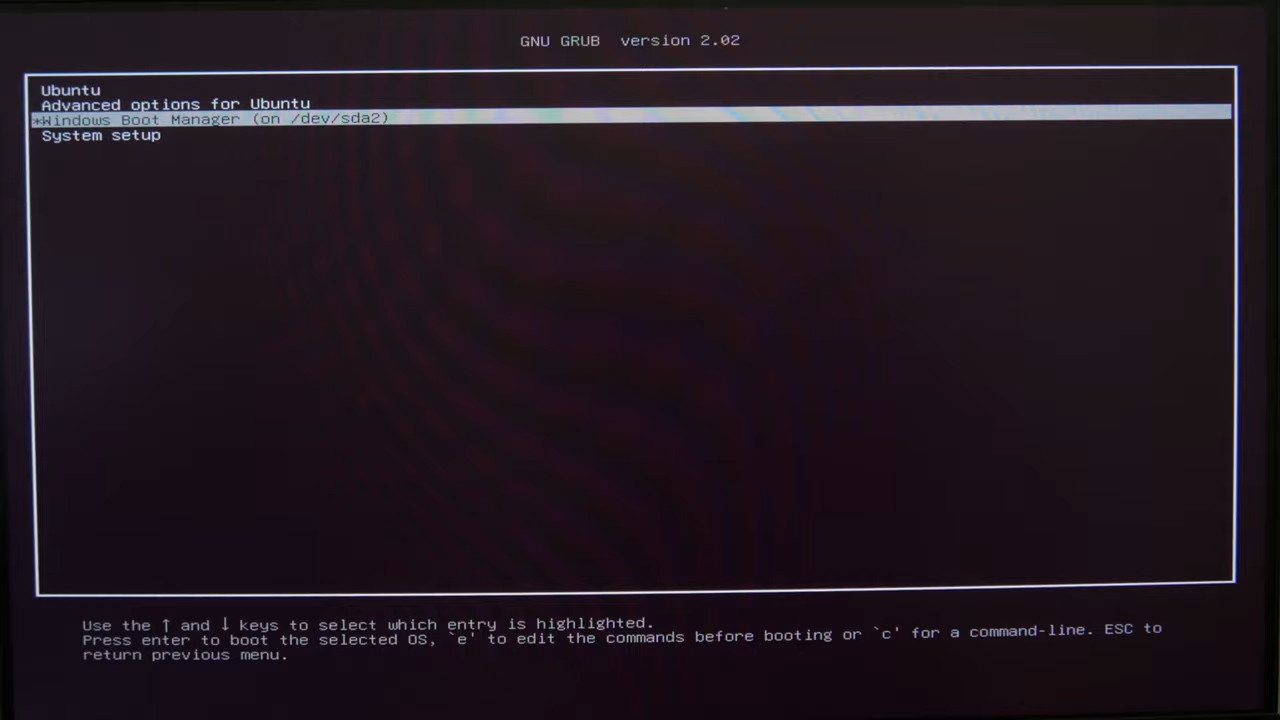 GNU GRUB version 2.02
Ubuntu
Advanced options for Ubuntu
*Windows Boot Manager (on /dev/sda2)
System setup
Use the ↑ and ↓ keys to select which entry is highlighted.
Press enter to boot the selected OS, `e' to edit the commands before booting or `c' for a command-line. ESC to
return previous menu.